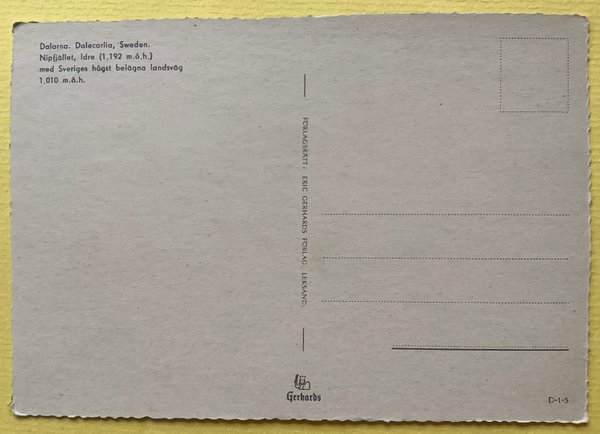 Dalarna. Dalecarlia, Sweden.
Nipfjället, Idre (1,192 m.ö.h.)
med Sveriges högst belägna landsväg
1,010 m.ö.h.
FÖRLAGSRÄTT: ERIC GERHARDS FÖRLAG, LEKSAND.
Gerhards
D-1-5